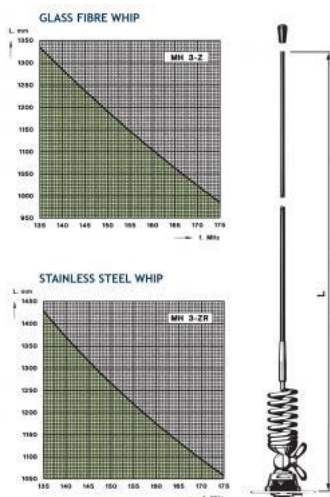 GLASS FIBRE WHIP
L. mm
1350
MH 3-Z
1300
1250
1200
1150
1100
1050
1000
950
135 140 145 150 155 160 165 170 175
f. MHz
L
STAINLESS STEEL WHIP
L. mm
1450
MH 3-ZR
1400
1350
1300
1250
1200
1150
1100
1050
135 140 145 150 155 160 165 170 175
f. MHz